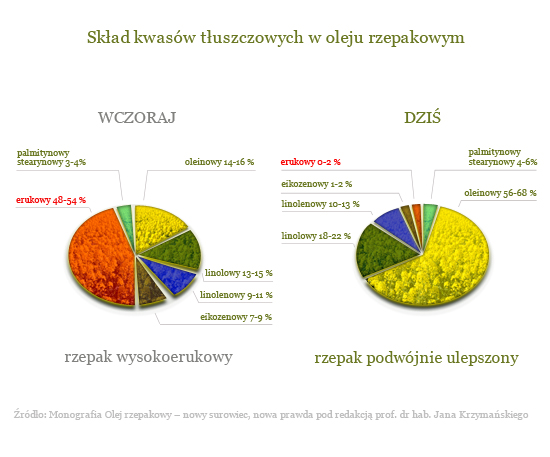 Skład kwasów tłuszczowych w oleju rzepakowym
WCZORAJ
palmitynowy
stearynowy 3-4%
oleinowy 14-16 %
erukowy 48-54 %
linolowy 13-15 %
linolenowy 9-11 %
eikozenowy 7-9 %
rzepak wysokoerukowy
DZIŚ
erukowy 0-2 %
palmitynowy
stearynowy 4-6%
eikozenowy 1-2 %
oleinowy 56-68 %
linolenowy 10-13 %
linolowy 18-22 %
rzepak podwójnie ulepszony
Źródło: Monografia Olej rzepakowy – nowy surowiec, nowa prawda pod redakcją prof. dr hab. Jana Krzymańskiego